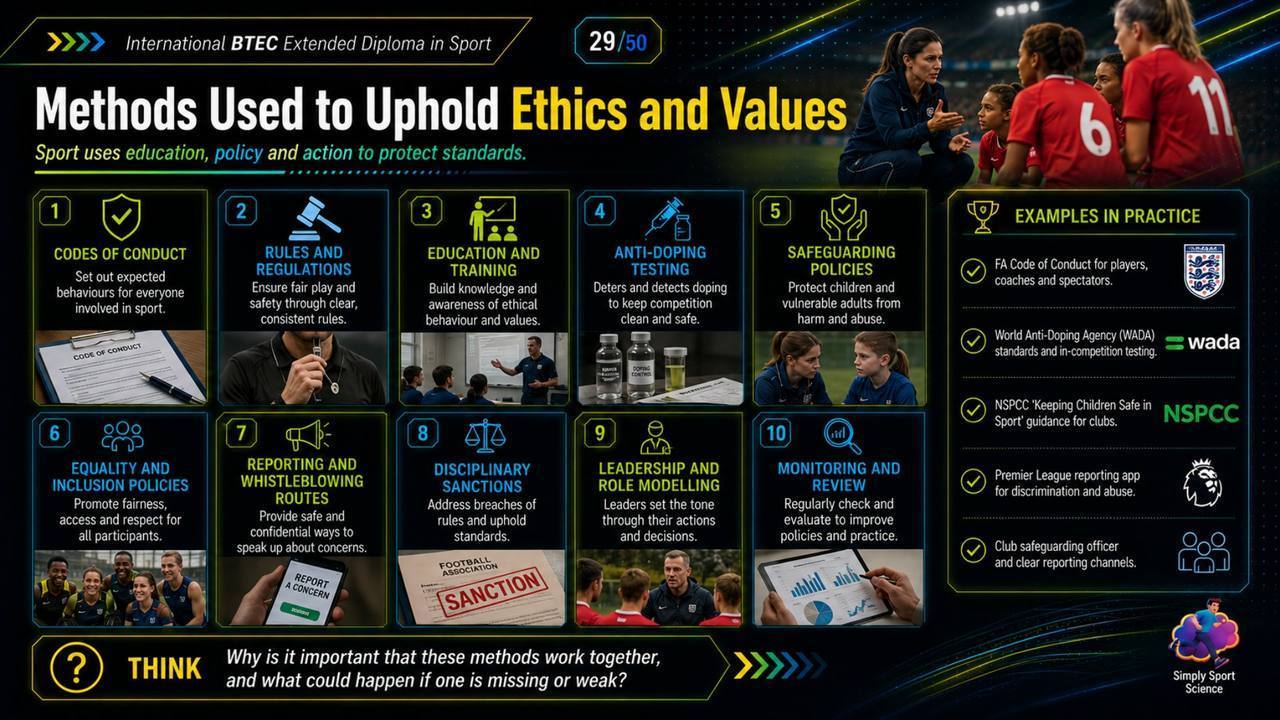 International BTEC Extended Diploma in Sport
29/50
Methods Used to Uphold Ethics and Values
Sport uses education, policy and action to protect standards.
1
CODES OF CONDUCT
Set out expected
behaviours for everyone
involved in sport.
CODE OF CONDUCT
2
RULES AND
REGULATIONS
Ensure fair play and
safety through clear,
consistent rules.
3
EDUCATION AND
TRAINING
Build knowledge and
awareness of ethical
behaviour and values.
4
ANTI-DOPING
TESTING
Deters and detects doping
to keep competition
clean and safe.
DOPING
CONTROL
5
SAFEGUARDING
POLICIES
Protect children and
vulnerable adults from
harm and abuse.
6
EQUALITY AND
INCLUSION POLICIES
Promote fairness,
access and respect for
all participants.
7
REPORTING AND
WHISTLEBLOWING
ROUTES
Provide safe and
confidential ways to
speak up about concerns.
REPORT
A CONCERN
8
DISCIPLINARY
SANCTIONS
Address breaches of
rules and uphold
standards.
FOOTBALL
ASSOCIATION
SANCTION
9
LEADERSHIP AND
ROLE MODELLING
Leaders set the tone
through their actions
and decisions.
10
MONITORING AND
REVIEW
Regularly check and
evaluate to improve
policies and practice.
6
11
EXAMPLES IN PRACTICE
FA Code of Conduct for players,
coaches and spectators.
World Anti-Doping Agency (WADA)
standards and in-competition testing.
wada
NSPCC 'Keeping Children Safe in
Sport' guidance for clubs.
NSPCC
Premier League reporting app
for discrimination and abuse.
Club safeguarding officer
and clear reporting channels.
?
THINK
Why is it important that these methods work together,
and what could happen if one is missing or weak?
Simply Sport
Science